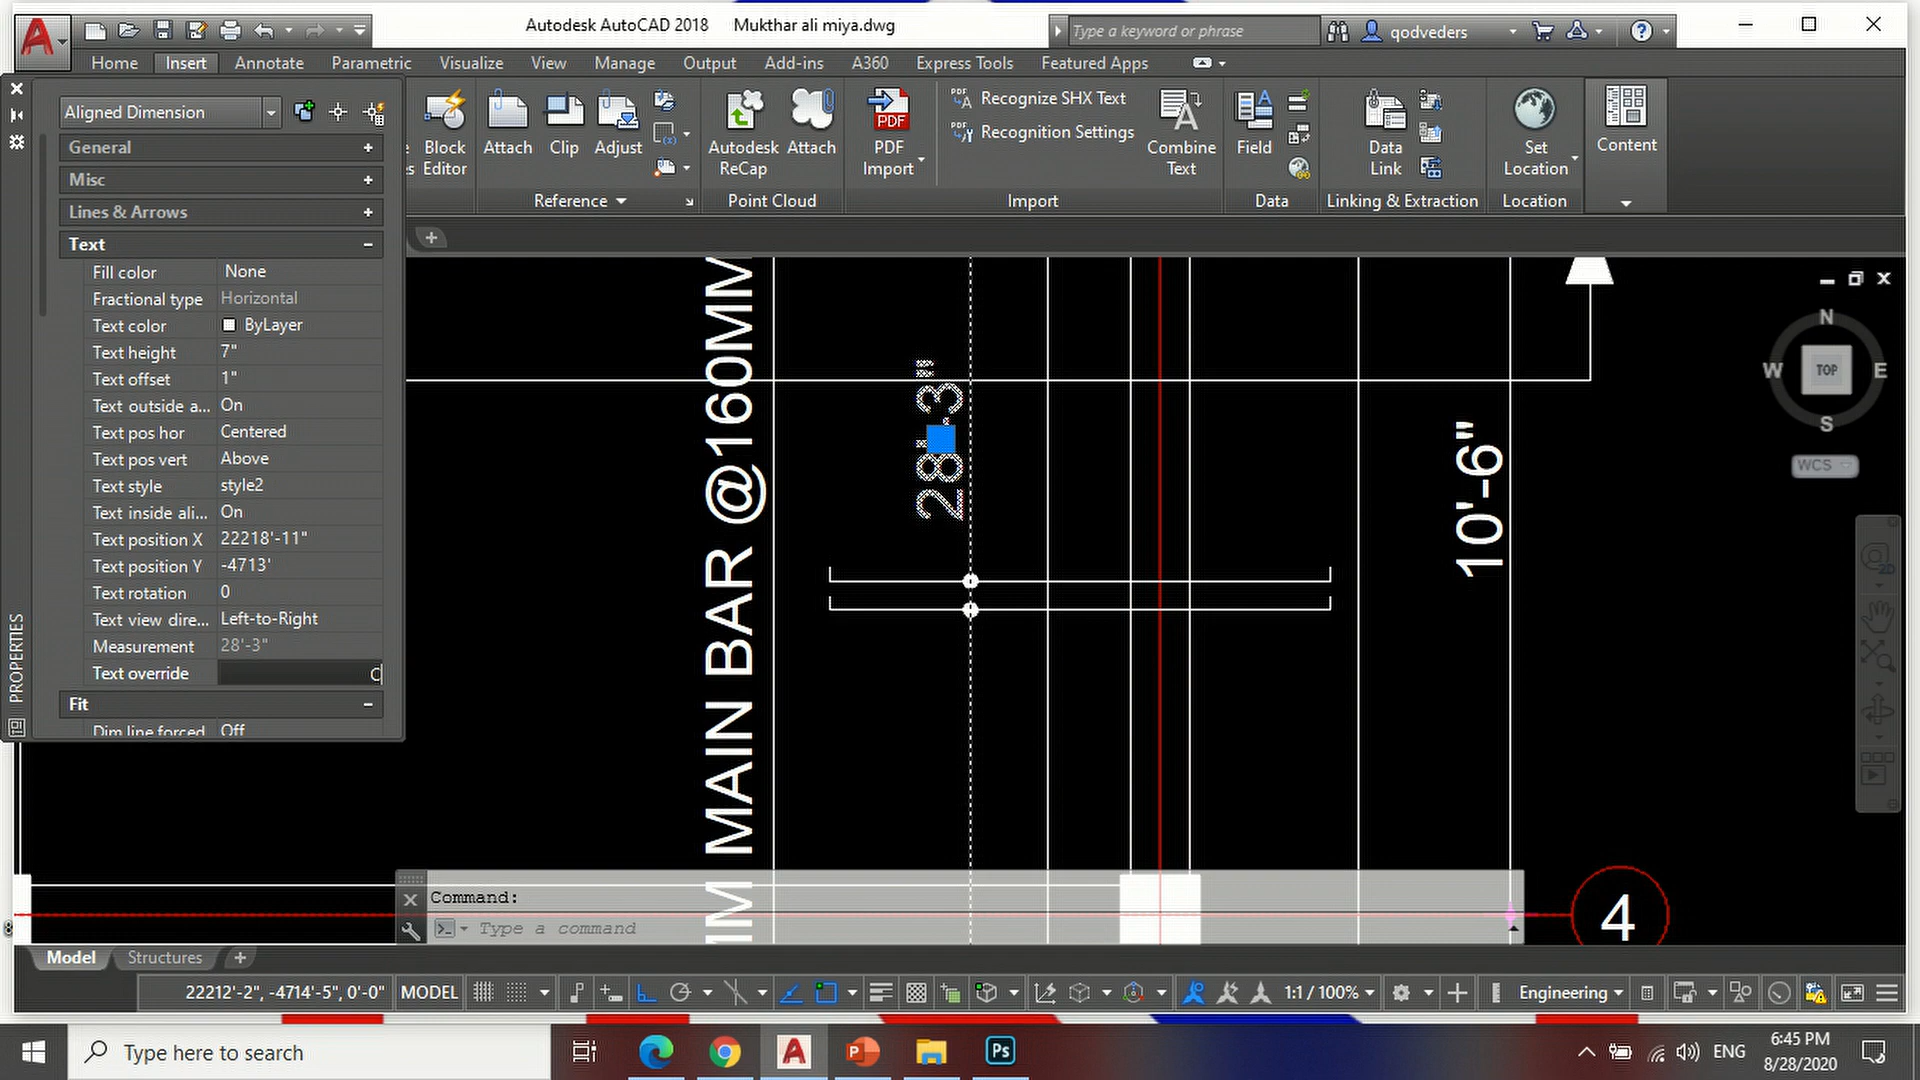 Autodesk AutoCAD 2018 Mukthar ali miya.dwg
Type a keyword or phrase
qodveders
Home Insert Annotate Parametric Visualize View Manage Output Add-ins A360 Express Tools Featured Apps
Aligned Dimension
General
Misc
Lines & Arrows
Text
Fill color None
Fractional type Horizontal
Text color ByLayer
Text height 7"
Text offset 1"
Text outside a... On
Text pos hor Centered
Text pos vert Above
Text style style2
Text inside ali... On
Text position X 22218'-11"
Text position Y -4713'
Text rotation 0
Text view dire... Left-to-Right
Measurement 28'-3"
Text override C
Fit
Dim line forced Off
PROPERTIES
Block Editor
Attach
Clip
Adjust
Reference
Autodesk ReCap
Attach
Point Cloud
PDF Import
Recognize SHX Text
Recognition Settings
Combine Text
Import
Field
Data
Data Link
Linking & Extraction
Set Location
Location
Content
MM MAIN BAR @160MM
28'-3"
10'-6"
4
N
W TOP E
S
WCS
2D
Command:
Type a command
Model Structures
22212'-2", -4714'-5", 0'-0" MODEL 1:1 / 100% Engineering
Type here to search
ENG
6:45 PM
8/28/2020